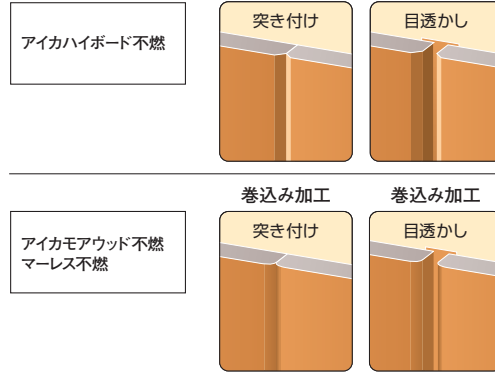 アイカハイボード不燃
突き付け
目透かし
巻込み加工
巻込み加工
アイカモアウッド不燃
マーレス不燃
突き付け
目透かし